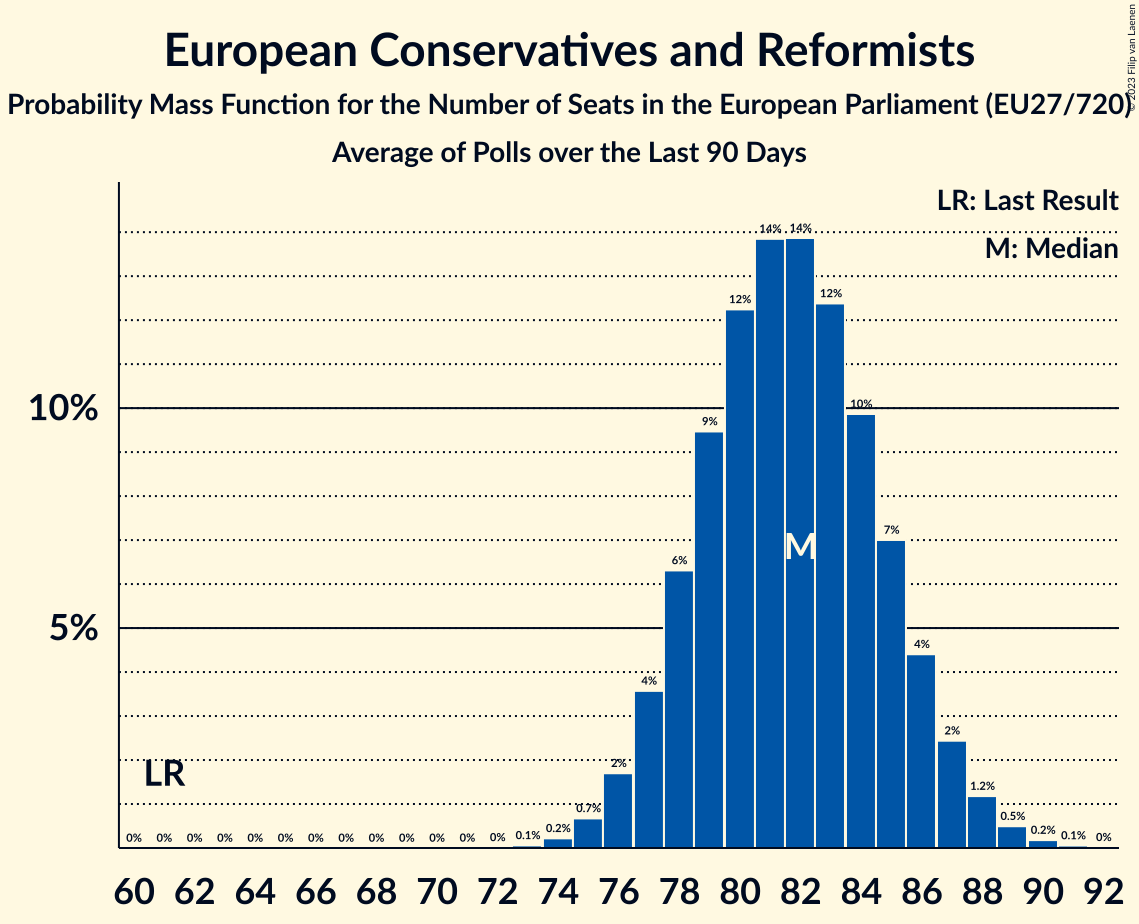 European Conservatives and Reformists
Probability Mass Function for the Number of Seats in the European Parliament (EU27/720)
Average of Polls over the Last 90 Days
© 2023 Filip van Laenen
LR: Last Result
M: Median
14% 14%
12% 12%
10% 10%
9%
7%
M
6%
5%
4% 4%
2% 2%
LR
1.2%
0.7% 0.5%
0% 0% 0% 0% 0% 0% 0% 0% 0% 0% 0% 0% 0% 0.1% 0.2% 0.2% 0.1% 0%
60 62 64 66 68 70 72 74 76 78 80 82 84 86 88 90 92